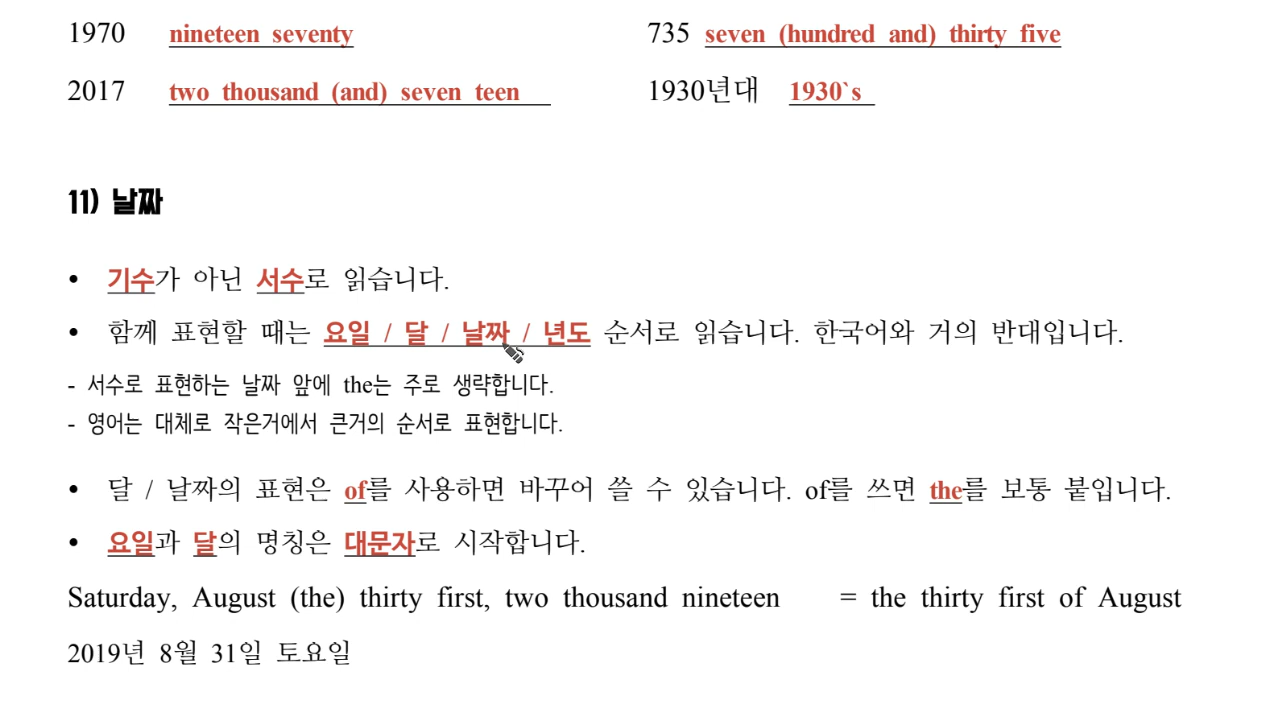 1970 nineteen seventy 735 seven (hundred and) thirty five
2017 two thousand (and) seven teen 1930년대 1930`s
11) 날짜
• 기수가 아닌 서수로 읽습니다.
• 함께 표현할 때는 요일 / 달 / 날짜 / 년도 순서로 읽습니다. 한국어와 거의 반대입니다.
- 서수로 표현하는 날짜 앞에 the는 주로 생략합니다.
- 영어는 대체로 작은거에서 큰거의 순서로 표현합니다.
• 달 / 날짜의 표현은 of를 사용하면 바꾸어 쓸 수 있습니다. of를 쓰면 the를 보통 붙입니다.
• 요일과 달의 명칭은 대문자로 시작합니다.
Saturday, August (the) thirty first, two thousand nineteen = the thirty first of August
2019년 8월 31일 토요일